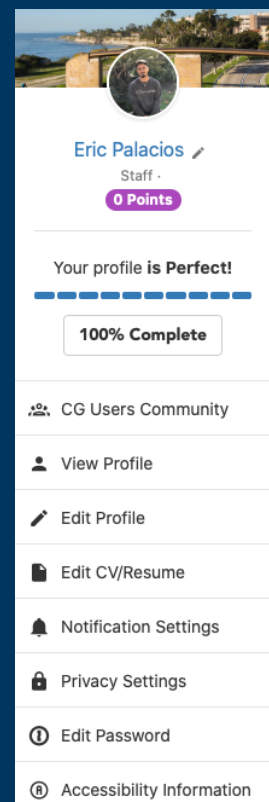 Eric Palacios
Staff ·
0 Points
Your profile is Perfect!
100% Complete
CG Users Community
View Profile
Edit Profile
Edit CV/Resume
Notification Settings
Privacy Settings
Edit Password
Accessibility Information